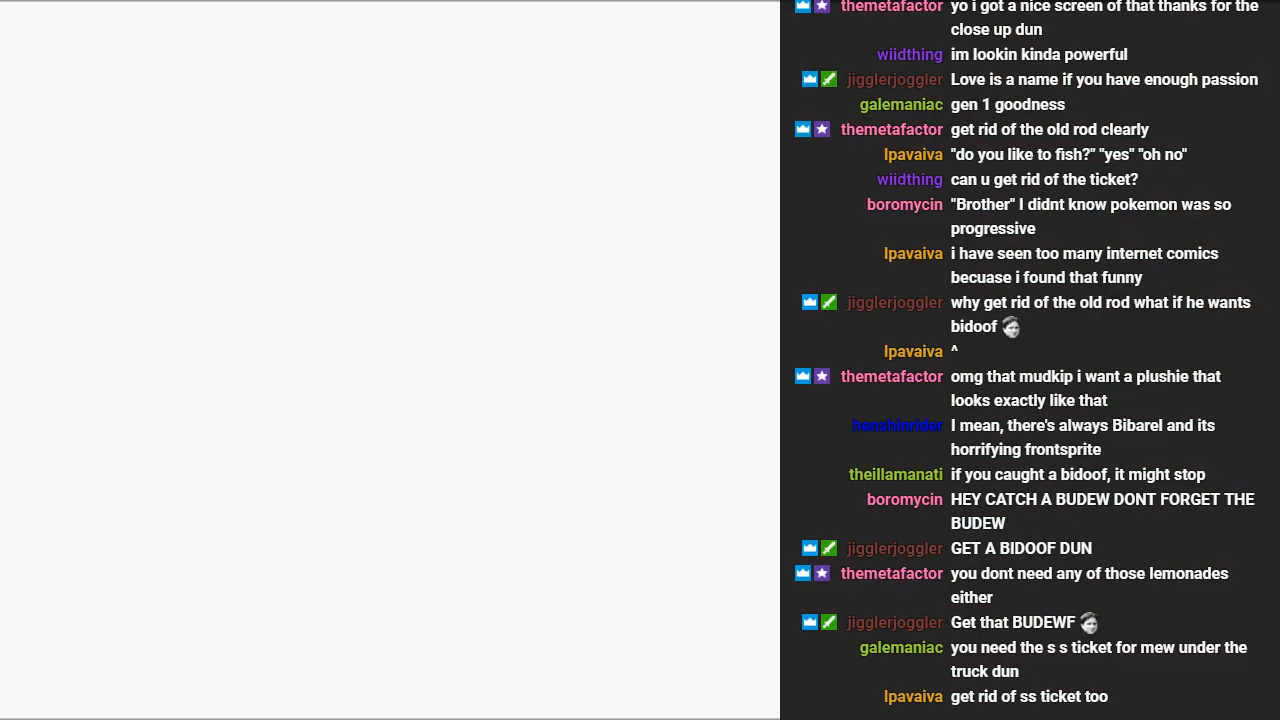 themetafactor yo i got a nice screen of that thanks for the
close up dun
wiidthing im lookin kinda powerful
jigglerjoggler Love is a name if you have enough passion
galemaniac gen 1 goodness
themetafactor get rid of the old rod clearly
lpavaiva "do you like to fish?" "yes" "oh no"
wiidthing can u get rid of the ticket?
boromycin "Brother" I didnt know pokemon was so
progressive
lpavaiva i have seen too many internet comics
becuase i found that funny
jigglerjoggler why get rid of the old rod what if he wants
bidoof
lpavaiva ^
themetafactor omg that mudkip i want a plushie that
looks exactly like that
henshinrider I mean, there's always Bibarel and its
horrifying frontsprite
theillamanati if you caught a bidoof, it might stop
boromycin HEY CATCH A BUDEW DONT FORGET THE
BUDEW
jigglerjoggler GET A BIDOOF DUN
themetafactor you dont need any of those lemonades
either
jigglerjoggler Get that BUDEWF
galemaniac you need the s s ticket for mew under the
truck dun
lpavaiva get rid of ss ticket too